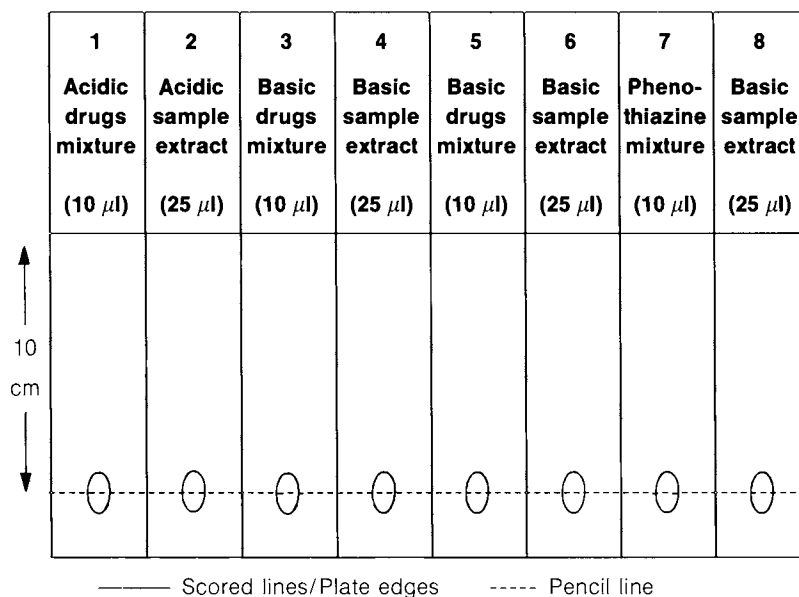 1
Acidic
drugs
mixture
(10 μl)
2
Acidic
sample
extract
(25 μl)
3
Basic
drugs
mixture
(10 μl)
4
Basic
sample
extract
(25 μl)
5
Basic
drugs
mixture
(10 μl)
6
Basic
sample
extract
(25 μl)
7
Pheno-
thiazine
mixture
(10 μl)
8
Basic
sample
extract
(25 μl)
10
cm
Scored lines/Plate edges
Pencil line